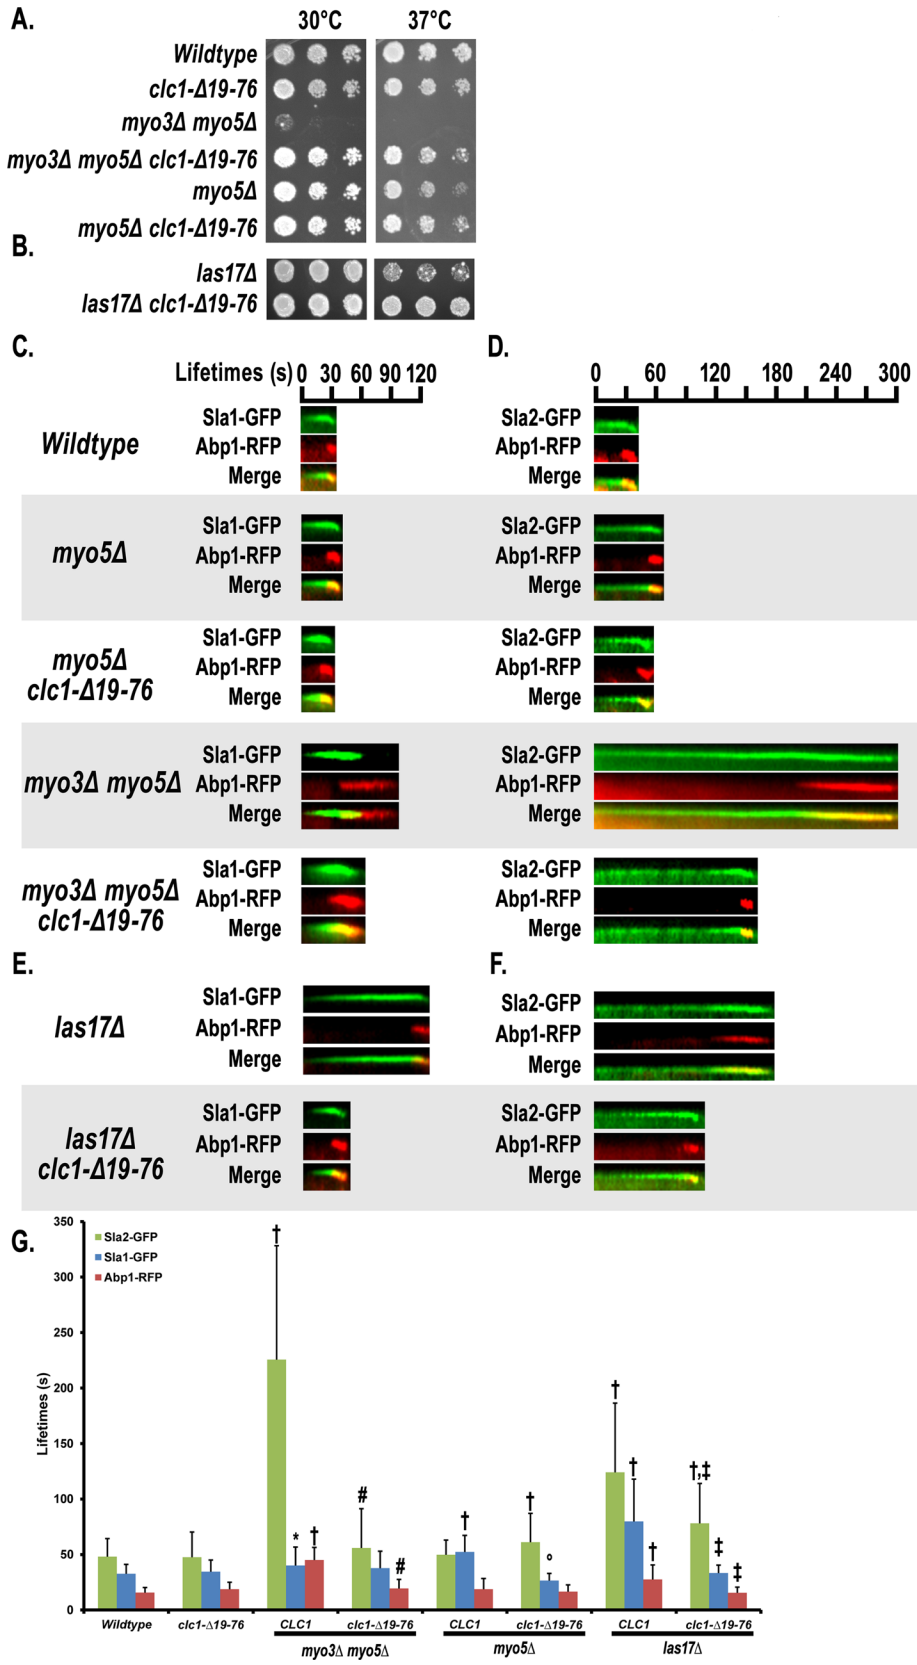 A.
30°C 37°C
Wildtype
clc1-Δ19-76
myo3Δ myo5Δ
myo3Δ myo5Δ clc1-Δ19-76
myo5Δ
myo5Δ clc1-Δ19-76
B.
las17Δ
las17Δ clc1-Δ19-76
C.
Lifetimes (s) 0 30 60 90 120
D.
0 60 120 180 240 300
Wildtype
Sla1-GFP
Abp1-RFP
Merge
Sla2-GFP
Abp1-RFP
Merge
myo5Δ
Sla1-GFP
Abp1-RFP
Merge
Sla2-GFP
Abp1-RFP
Merge
myo5Δ
clc1-Δ19-76
Sla1-GFP
Abp1-RFP
Merge
Sla2-GFP
Abp1-RFP
Merge
myo3Δ myo5Δ
Sla1-GFP
Abp1-RFP
Merge
Sla2-GFP
Abp1-RFP
Merge
myo3Δ myo5Δ
clc1-Δ19-76
Sla1-GFP
Abp1-RFP
Merge
Sla2-GFP
Abp1-RFP
Merge
E.
las17Δ
Sla1-GFP
Abp1-RFP
Merge
F.
Sla2-GFP
Abp1-RFP
Merge
las17Δ
clc1-Δ19-76
Sla1-GFP
Abp1-RFP
Merge
Sla2-GFP
Abp1-RFP
Merge
G.
Lifetimes (s)
350
300
250
200
150
100
50
0
Sla2-GFP
Sla1-GFP
Abp1-RFP
†
*
†
#
#
†
†
°
†
†
†
†,‡
‡
‡
Wildtype
clc1-Δ19-76
CLC1
clc1-Δ19-76
myo3Δ myo5Δ
CLC1
clc1-Δ19-76
myo5Δ
CLC1
clc1-Δ19-76
las17Δ